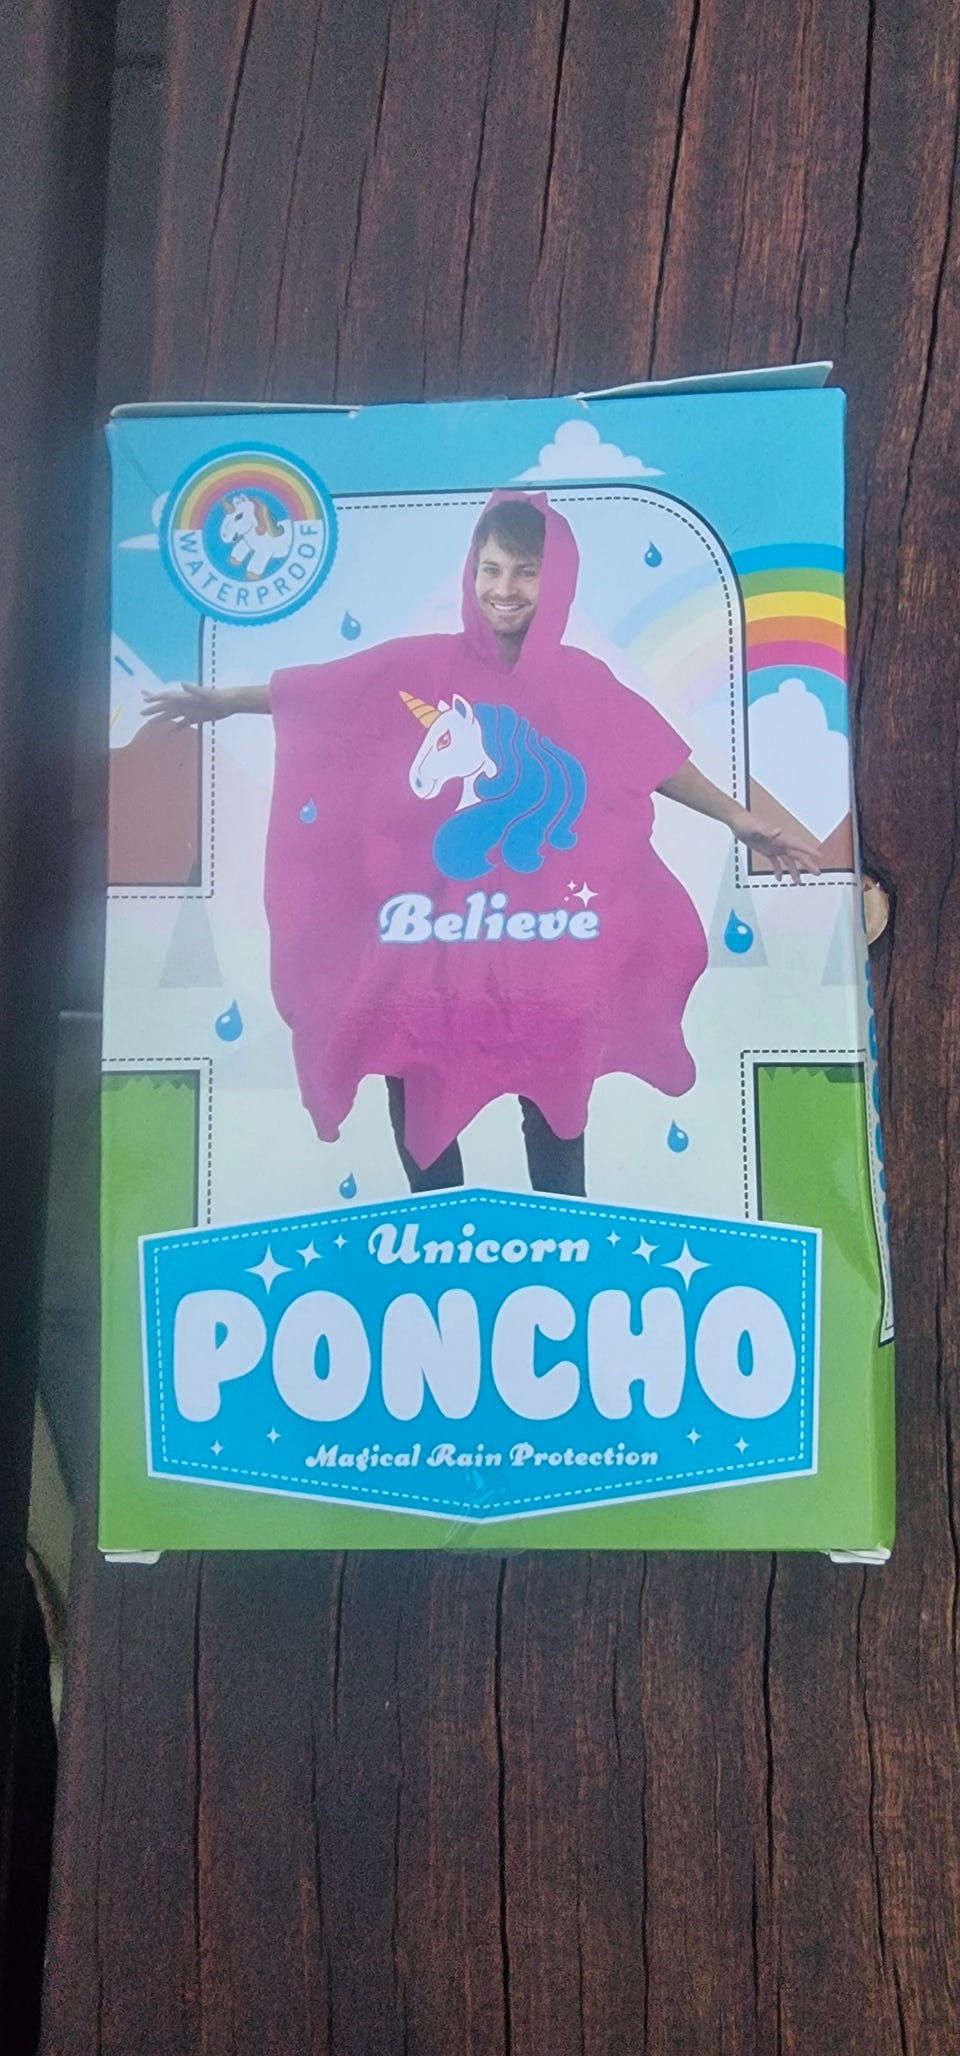 WATERPROOF
Believe
Unicorn
PONCHO
Magical Rain Protection